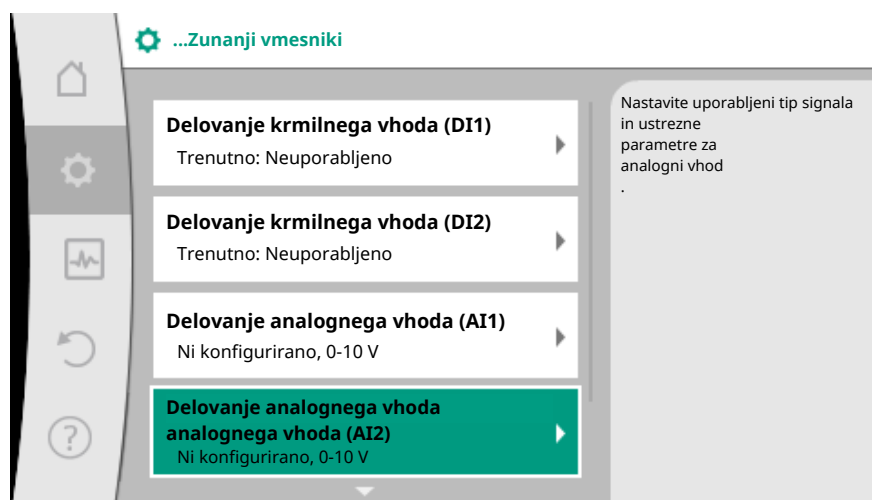 ...Zunanji vmesniki
Delovanje krmilnega vhoda (DI1)
Trenutno: Neuporabljeno
Delovanje krmilnega vhoda (DI2)
Trenutno: Neuporabljeno
Delovanje analognega vhoda (AI1)
Ni konfigurirano, 0-10 V
Delovanje analognega vhoda
analognega vhoda (AI2)
Ni konfigurirano, 0-10 V
Nastavite uporabljeni tip signala
in ustrezne
parametre za
analogni vhod
.
?